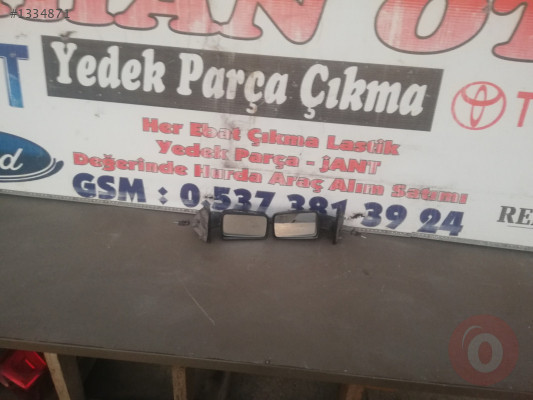 #1334871
Yedek Parça Çıkma
Her Ebat Çıkma Lastik
Yedek Parça - JANT
Değerinde Hurda Araç Alım Satımı
GSM : 0 537 381 39 24